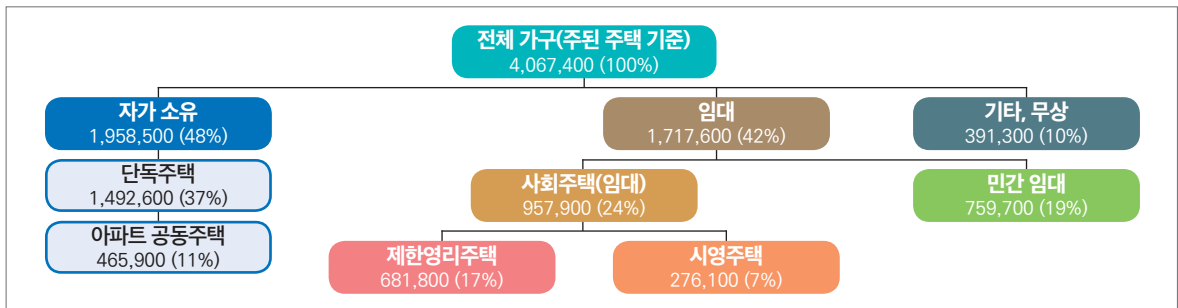 전체 가구(주된 주택 기준)
4,067,400 (100%)
자가 소유
1,958,500 (48%)
임대
1,717,600 (42%)
기타, 무상
391,300 (10%)
단독주택
1,492,600 (37%)
사회주택(임대)
957,900 (24%)
민간 임대
759,700 (19%)
아파트 공동주택
465,900 (11%)
제한영리주택
681,800 (17%)
시영주택
276,100 (7%)